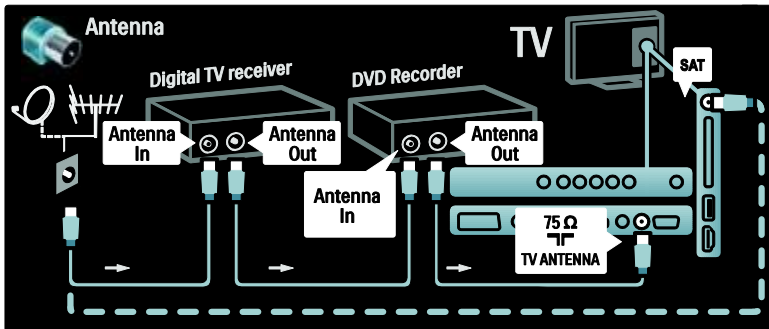 Antenna
TV
Digital TV receiver
DVD Recorder
SAT
Antenna
In
Antenna
Out
Antenna
In
Antenna
Out
75 Ω
TV ANTENNA